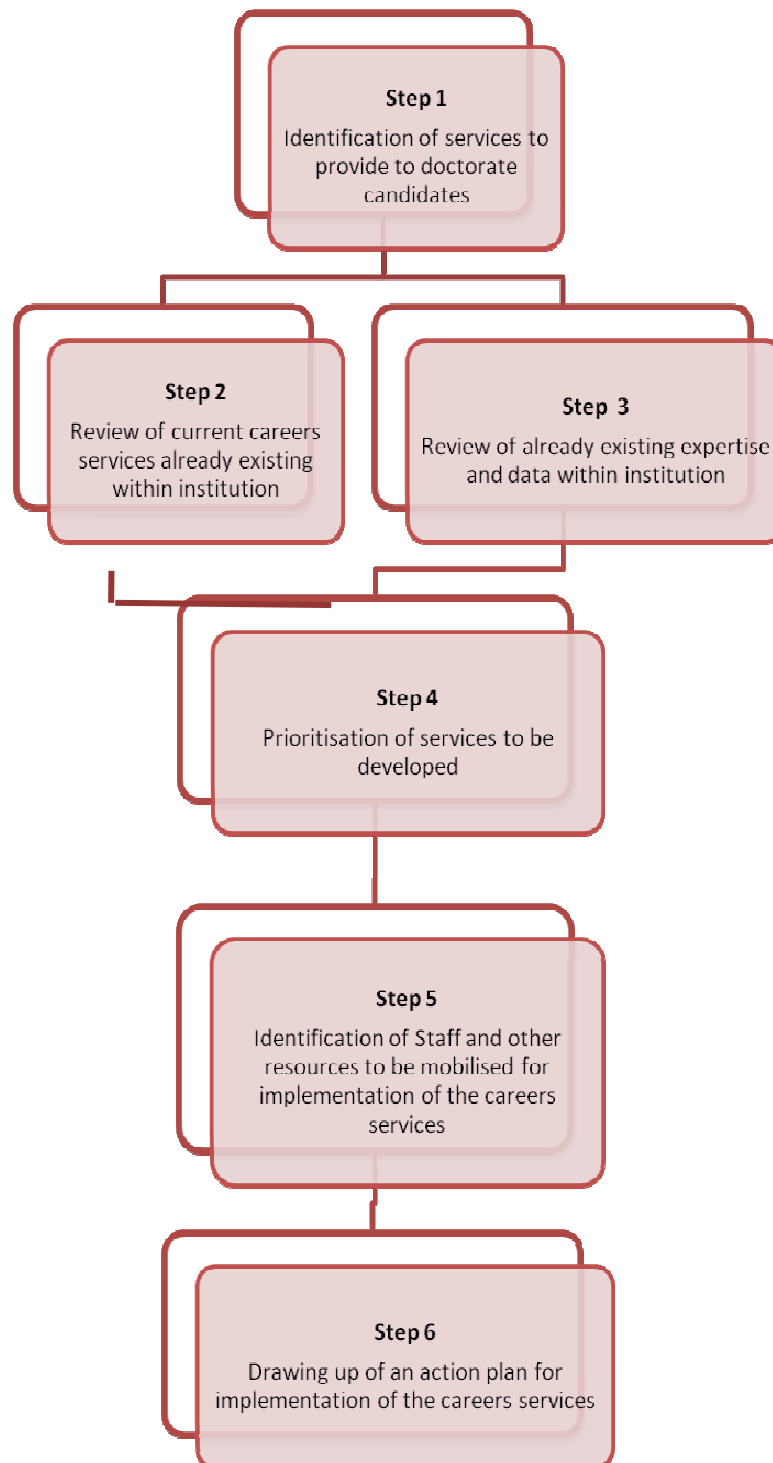 Step 1
Identification of services to
provide to doctorate
candidates
Step 2
Review of current careers
services already existing
within institution
Step 3
Review of already existing expertise
and data within institution
Step 4
Prioritisation of services to be
developed
Step 5
Identification of Staff and other
resources to be mobilised for
implementation of the careers
services
Step 6
Drawing up of an action plan for
implementation of the careers services